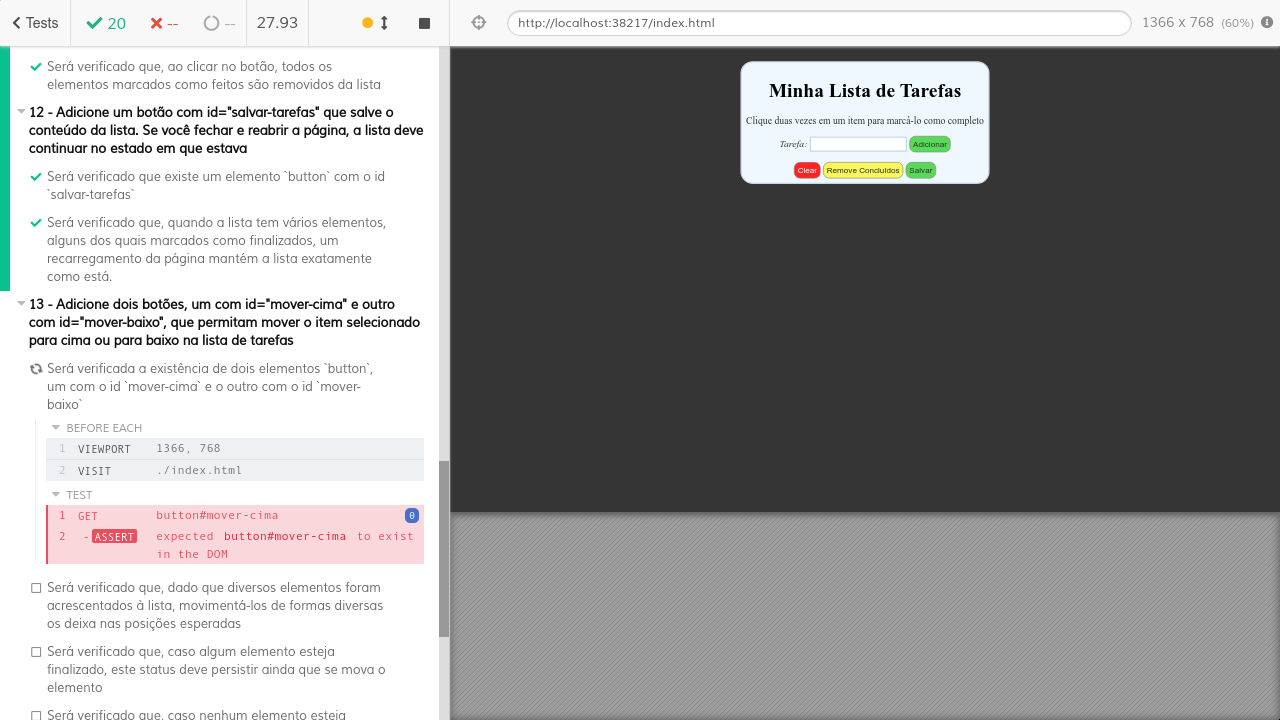 Tests
20
--
--
27.93
http://localhost:38217/index.html
1366 x 768 (60%)
Será verificado que, ao clicar no botão, todos os
elementos marcados como feitos são removidos da lista
12 - Adicione um botão com id="salvar-tarefas" que salve o
conteúdo da lista. Se você fechar e reabrir a página, a lista deve
continuar no estado em que estava
Será verificado que existe um elemento `button` com o id
`salvar-tarefas`
Será verificado que, quando a lista tem vários elementos,
alguns dos quais marcados como finalizados, um
recarregamento da página mantém a lista exatamente
como está.
13 - Adicione dois botões, um com id="mover-cima" e outro
com id="mover-baixo", que permitam mover o item selecionado
para cima ou para baixo na lista de tarefas
Será verificada a existência de dois elementos `button`,
um com o id `mover-cima` e o outro com o id `mover-
baixo`
BEFORE EACH
1 VIEWPORT 1366, 768
2 VISIT ./index.html
TEST
1 GET button#mover-cima 0
2 -ASSERT expected button#mover-cima to exist
in the DOM
Será verificado que, dado que diversos elementos foram
acrescentados à lista, movimentá-los de formas diversas
os deixa nas posições esperadas
Será verificado que, caso algum elemento esteja
finalizado, este status deve persistir ainda que se mova o
elemento
Será verificado que, caso nenhum elemento esteja
Minha Lista de Tarefas
Clique duas vezes em um item para marcá-lo como completo
Tarefa:
Adicionar
Clear
Remove Concluidos
Salvar